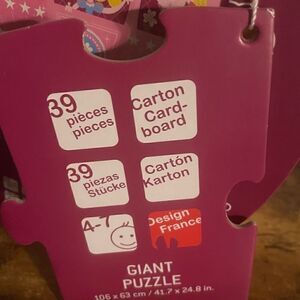 39
pièces
pieces
Carton
Card-
board
39
piezas
Stücke
Cartón
Karton
4-7
Design
France
GIANT
PUZZLE
106 x 63 cm / 41.7 x 24.8 in.